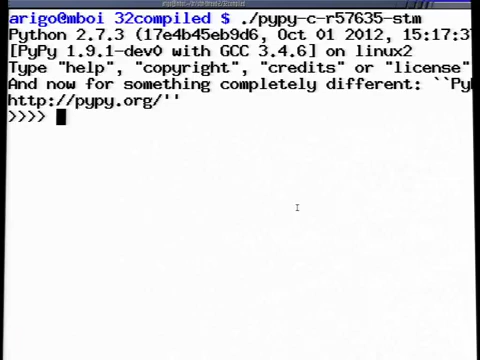 arigo@mboi 32compiled $ ./pypy-c-r57635-stm
Python 2.7.3 (17e4b45eb9d6, Oct 01 2012, 15:17:37
[PyPy 1.9.1-dev0 with GCC 3.4.6] on linux2
Type "help", "copyright", "credits" or "license"
And now for something completely different: ``PyP
http://pypy.org/''
>>>>